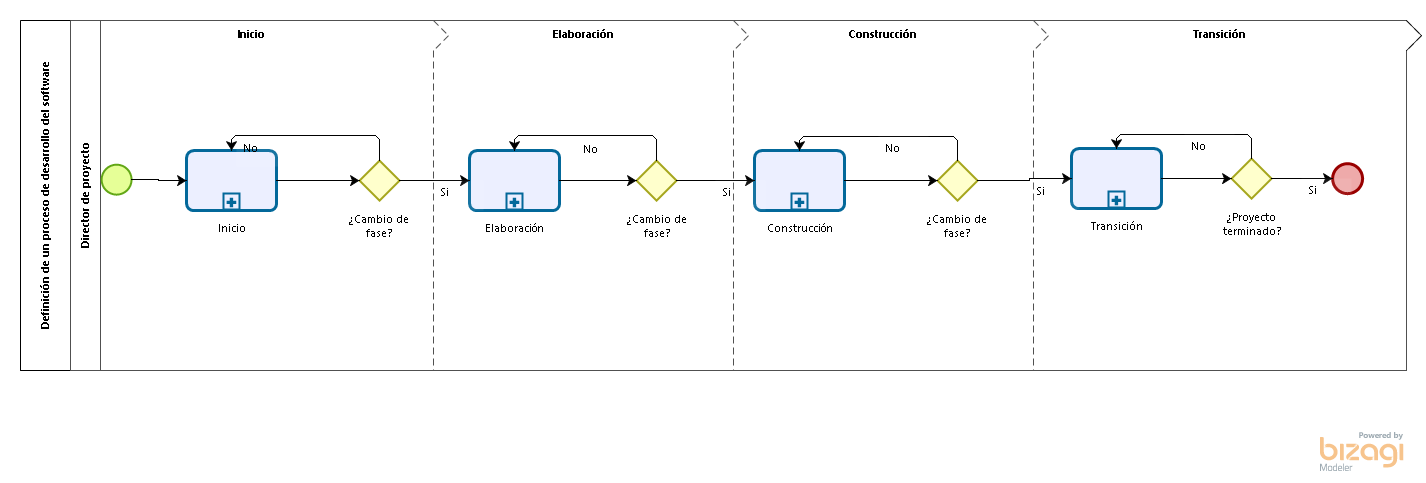 Definición de un proceso de desarrollo del software
Director de proyecto
Inicio
Elaboración
Construcción
Transición
No
No
No
No
Si
Si
Si
Si
Inicio
¿Cambio de
fase?
Elaboración
¿Cambio de
fase?
Construcción
¿Cambio de
fase?
Transición
¿Proyecto
terminado?
Powered by
bizagi
Modeler